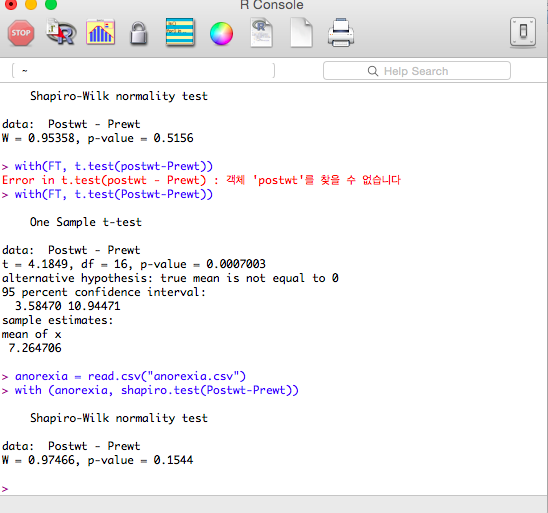 R Console
STOP
R
~
Help Search
Shapiro-Wilk normality test
data:  Postwt - Prewt
W = 0.95358, p-value = 0.5156
> with(FT, t.test(postwt-Prewt))
Error in t.test(postwt - Prewt) : 객체 'postwt'를 찾을 수 없습니다
> with(FT, t.test(Postwt-Prewt))
One Sample t-test
data:  Postwt - Prewt
t = 4.1849, df = 16, p-value = 0.0007003
alternative hypothesis: true mean is not equal to 0
95 percent confidence interval:
3.58470 10.94471
sample estimates:
mean of x
7.264706
> anorexia = read.csv("anorexia.csv")
> with (anorexia, shapiro.test(Postwt-Prewt))
Shapiro-Wilk normality test
data:  Postwt - Prewt
W = 0.97466, p-value = 0.1544
>